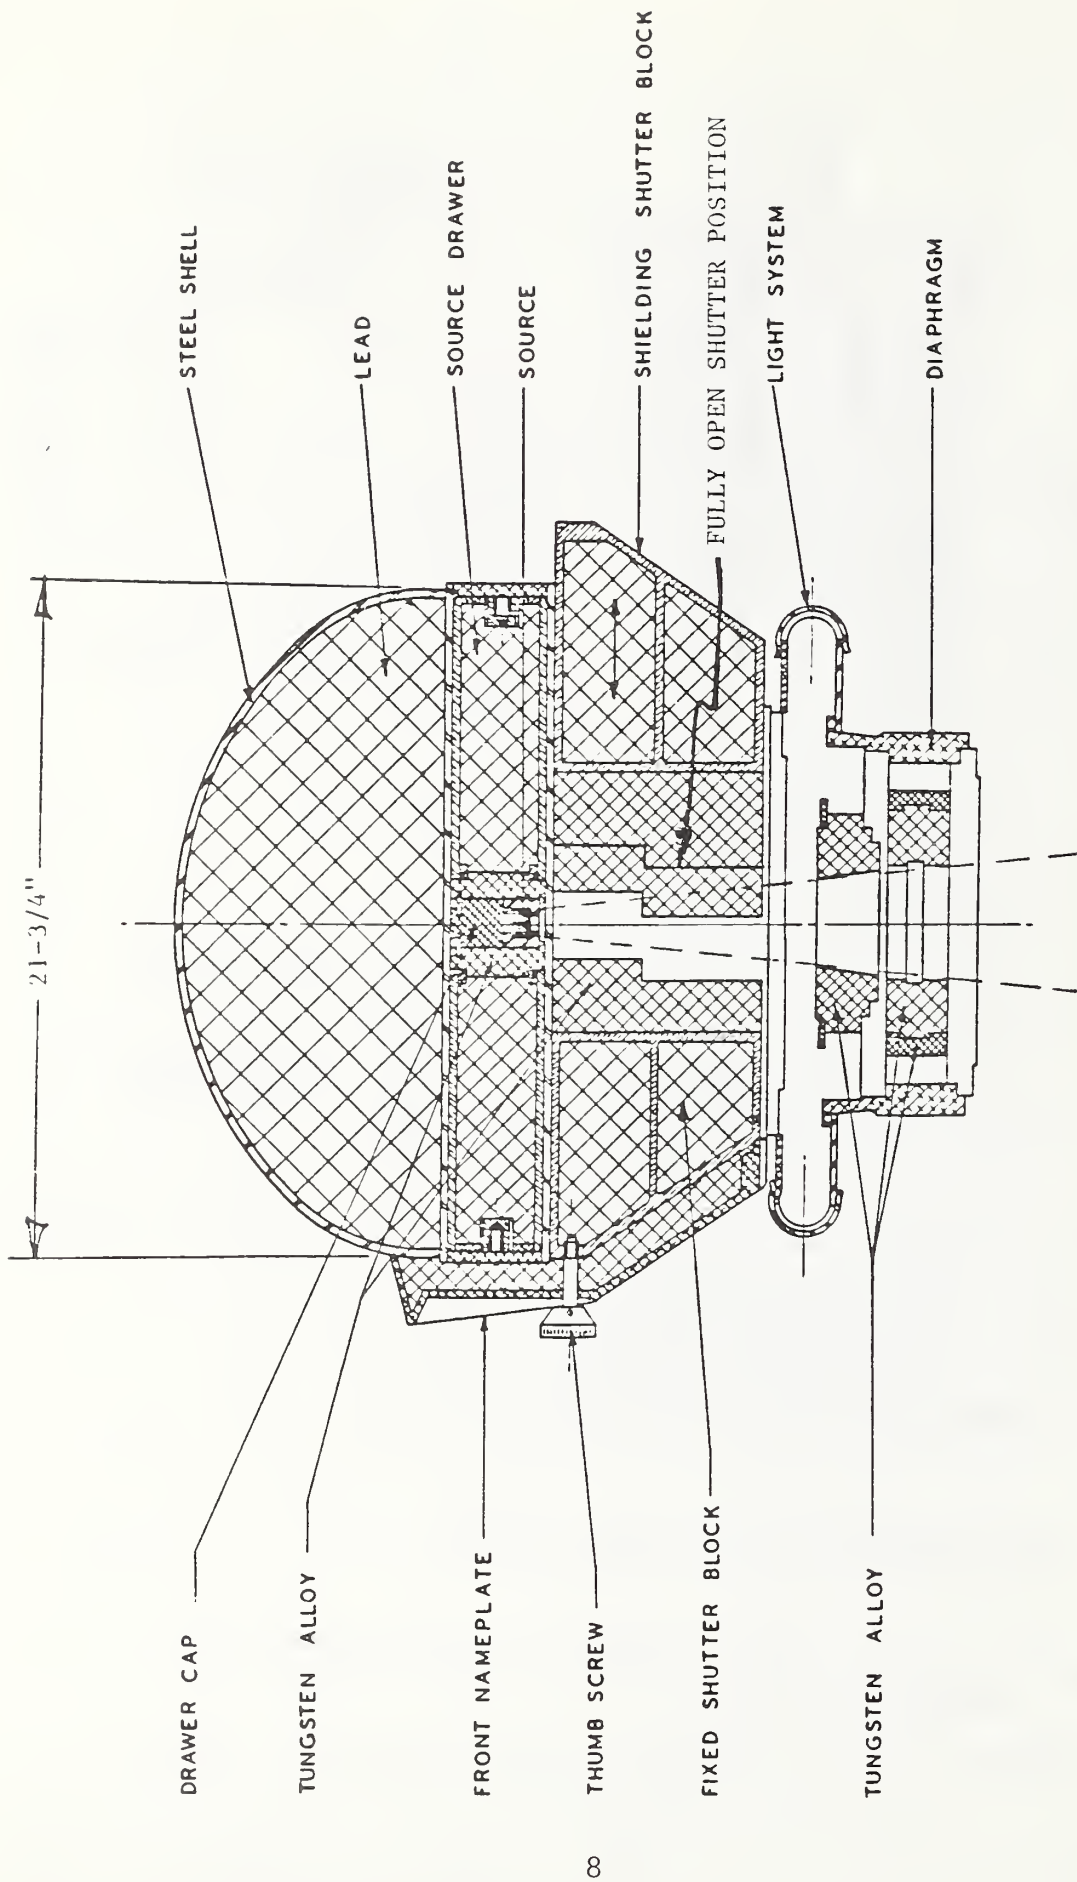 21-3/4"
STEEL SHELL
LEAD
SOURCE DRAWER
SOURCE
SHIELDING SHUTTER BLOCK
FULLY OPEN SHUTTER POSITION
LIGHT SYSTEM
DIAPHRAGM
DRAWER CAP
TUNGSTEN ALLOY
FRONT NAMEPLATE
THUMB SCREW
FIXED SHUTTER BLOCK
TUNGSTEN ALLOY
8